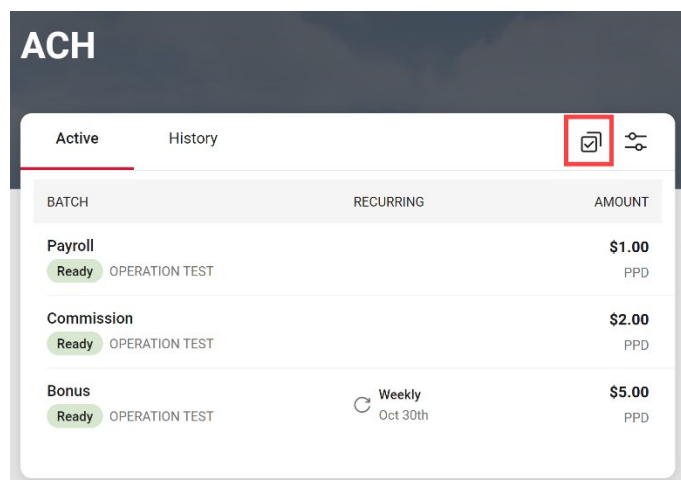 ACH
Active History
BATCH RECURRING AMOUNT
Payroll $1.00
Ready OPERATION TEST PPD
Commission $2.00
Ready OPERATION TEST PPD
Bonus Weekly $5.00
Ready OPERATION TEST Oct 30th PPD